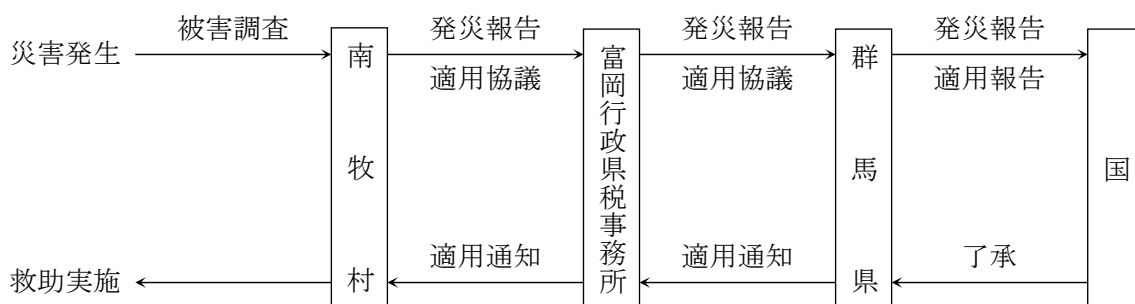 災害発生
被害調査
南牧村
発災報告
適用協議
富岡行政県税事務所
発災報告
適用協議
群馬県
発災報告
適用報告
国
救助実施
適用通知
適用通知
了承